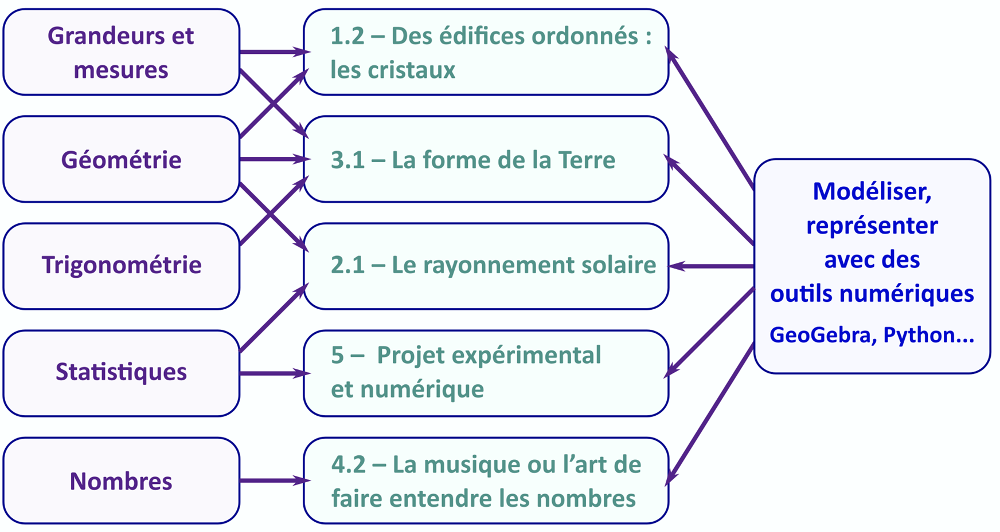 Grandeurs et
mesures
Géométrie
Trigonométrie
Statistiques
Nombres
1.2 – Des édifices ordonnés :
les cristaux
3.1 – La forme de la Terre
2.1 – Le rayonnement solaire
5 – Projet expérimental
et numérique
4.2 – La musique ou l’art de
faire entendre les nombres
Modéliser,
représenter
avec des
outils numériques
GeoGebra, Python...